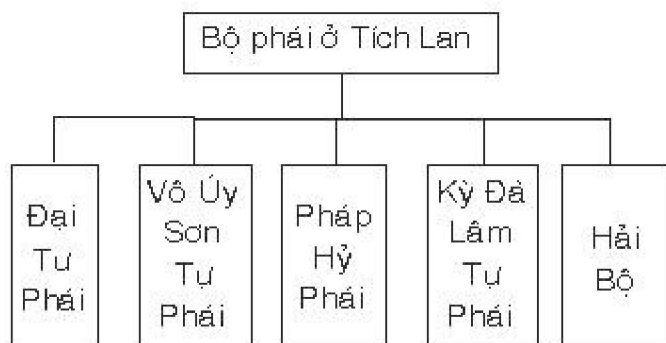 Bộ phái ở Tích Lan
Đại
Tư
Phái
Vô Úy
Sơn
Tự
Phái
Pháp
Hỷ
Phái
Kỳ Đà
Lâm
Tự
Phái
Hải
Bộ